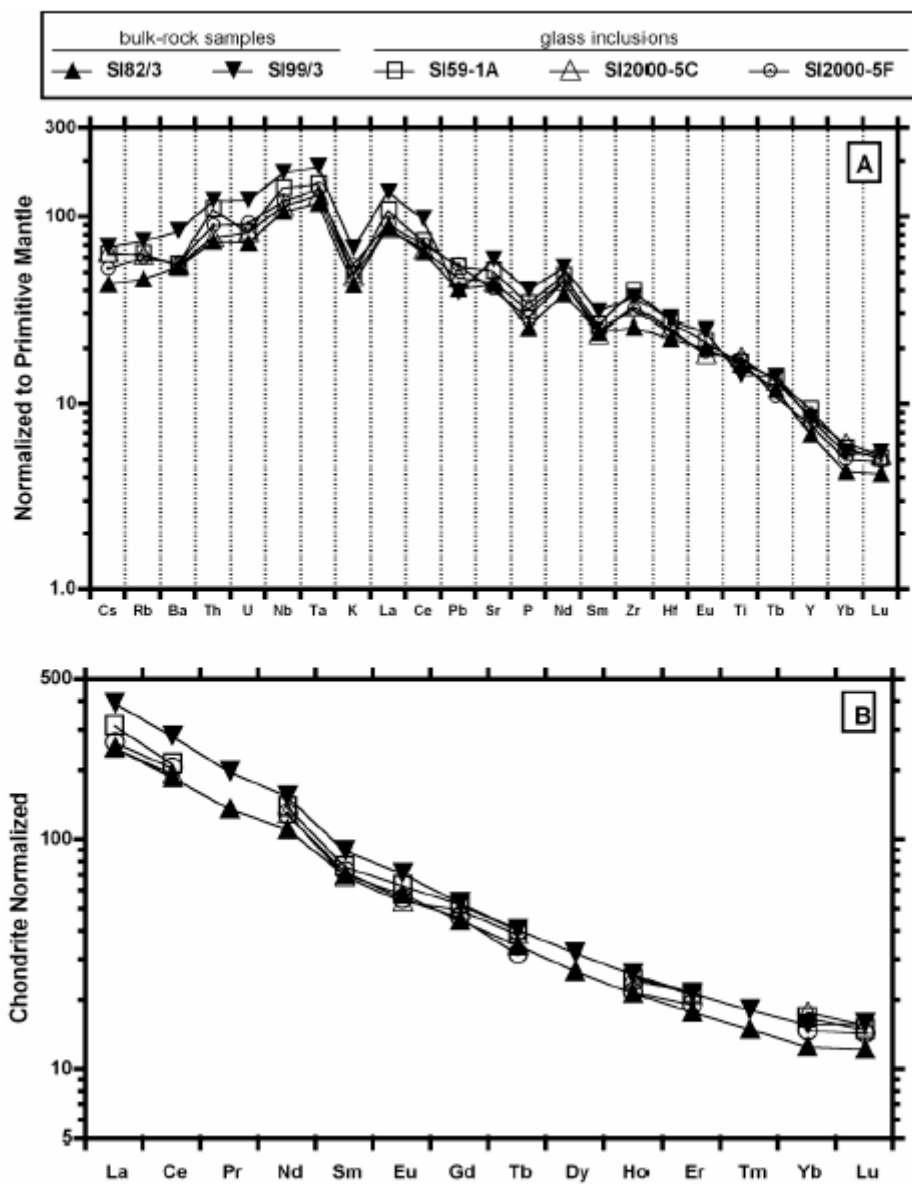 bulk-rock samples glass inclusions
SI82/3 SI99/3 SI59-1A SI2000-5C SI2000-5F
300
A
100
Normalized to Primitive Mantle
10
1.0
Cs Rb Ba Th U Nb Ta K La Ce Pb Sr P Nd Sm Zr Hf Eu Ti Tb Y Yb Lu
500
B
100
Chondrite Normalized
10
5
La Ce Pr Nd Sm Eu Gd Tb Dy Ho Er Tm Yb Lu